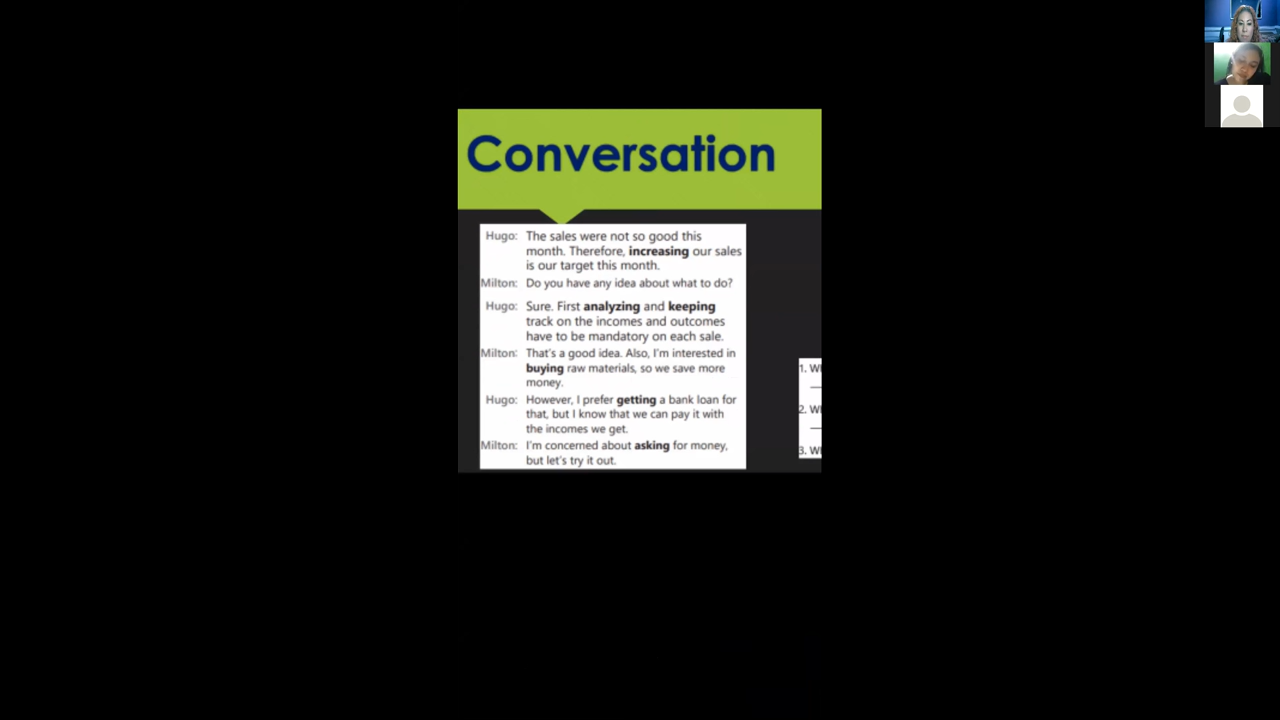 Conversation
Hugo: The sales were not so good this
month. Therefore, increasing our sales
is our target this month.
Milton: Do you have any idea about what to do?
Hugo: Sure. First analyzing and keeping
track on the incomes and outcomes
have to be mandatory on each sale.
Milton: That's a good idea. Also, I'm interested in
buying raw materials, so we save more
money.
Hugo: However, I prefer getting a bank loan for
that, but I know that we can pay it with
the incomes we get.
Milton: I'm concerned about asking for money,
but let's try it out.
1.
2.
3.